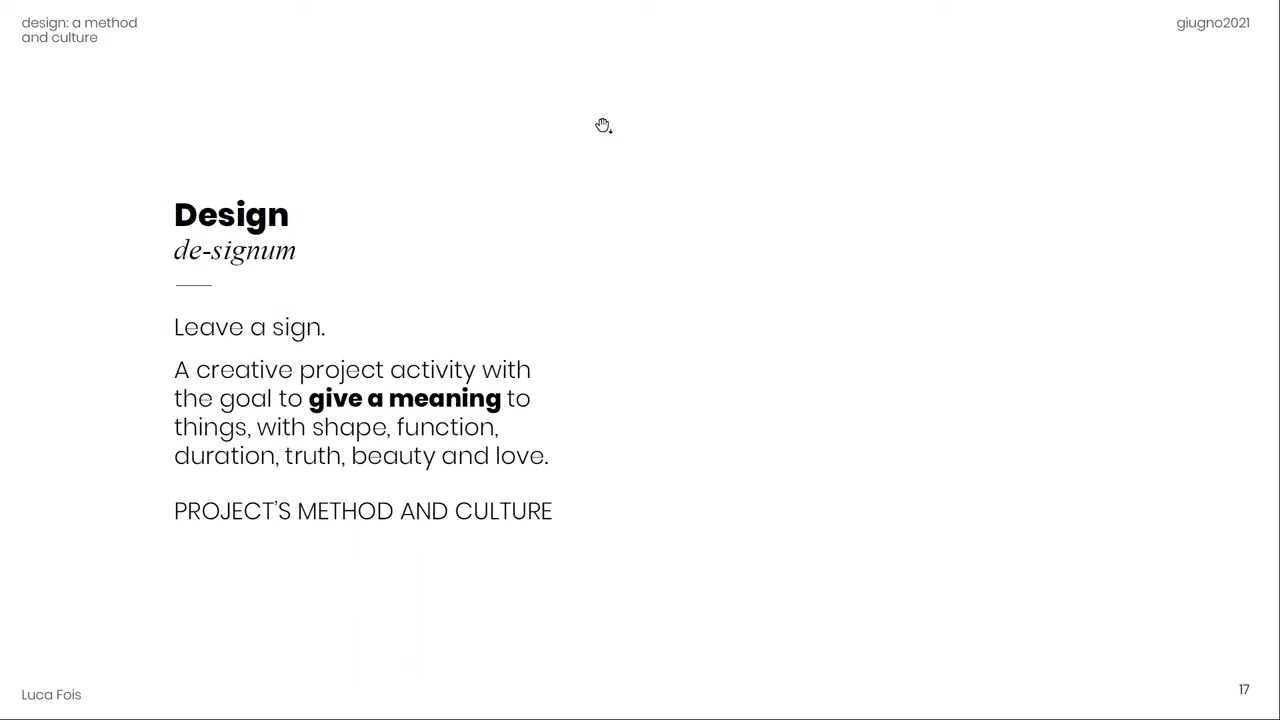 design: a method
and culture
giugno2021
Design
de-signum
Leave a sign.
A creative project activity with
the goal to give a meaning to
things, with shape, function,
duration, truth, beauty and love.
PROJECT'S METHOD AND CULTURE
Luca Fois
17